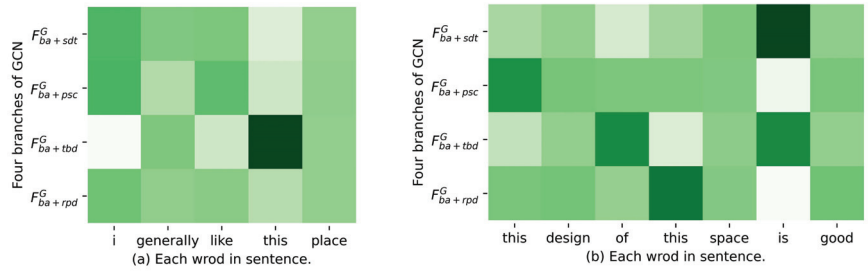 Four branches of GCN
F^G_{ba+sdt}
F^G_{ba+psc}
F^G_{ba+tbd}
F^G_{ba+rpd}
i generally like this place
(a) Each wrod in sentence.
Four branches of GCN
F^G_{ba+sdt}
F^G_{ba+psc}
F^G_{ba+tbd}
F^G_{ba+rpd}
this design of this space is good
(b) Each wrod in sentence.